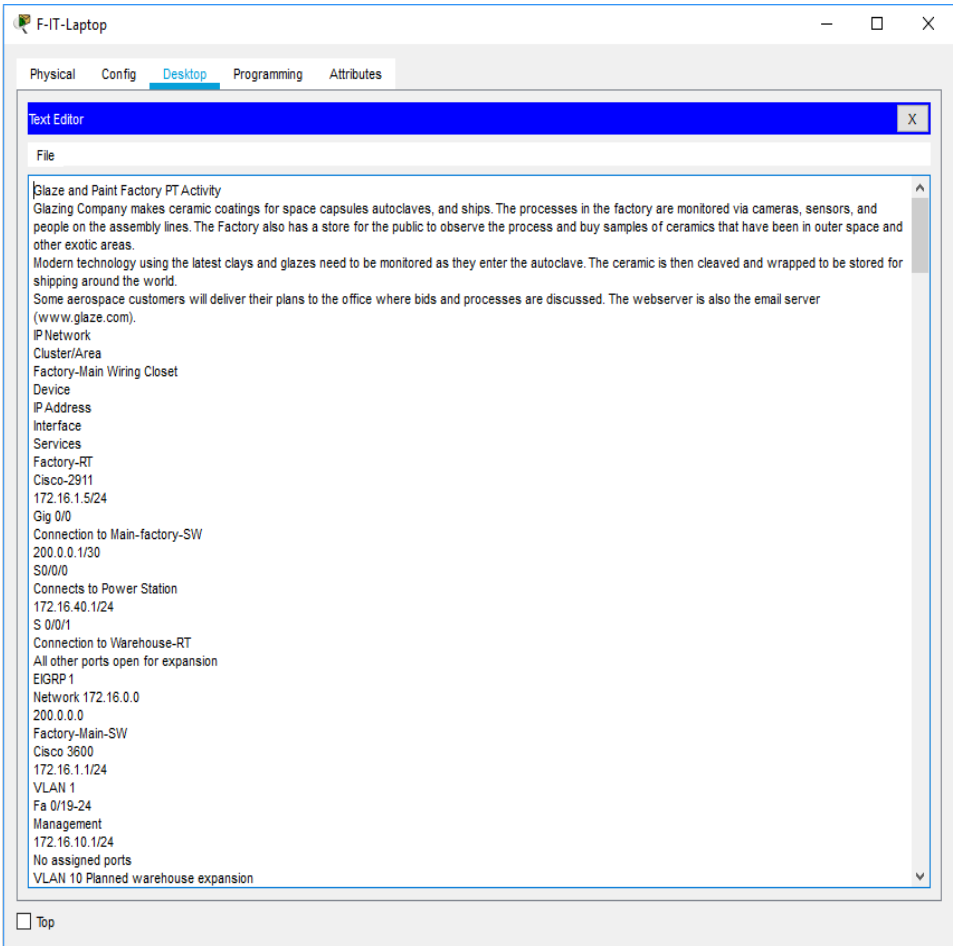 F-IT-Laptop
Physical Config Desktop Programming Attributes
Text Editor X
File
Glaze and Paint Factory PT Activity
Glazing Company makes ceramic coatings for space capsules autoclaves, and ships. The processes in the factory are monitored via cameras, sensors, and
people on the assembly lines. The Factory also has a store for the public to observe the process and buy samples of ceramics that have been in outer space and
other exotic areas.
Modern technology using the latest clays and glazes need to be monitored as they enter the autoclave. The ceramic is then cleaved and wrapped to be stored for
shipping around the world.
Some aerospace customers will deliver their plans to the office where bids and processes are discussed. The webserver is also the email server
(www.glaze.com).
IP Network
Cluster/Area
Factory-Main Wiring Closet
Device
IP Address
Interface
Services
Factory-RT
Cisco-2911
172.16.1.5/24
Gig 0/0
Connection to Main-factory-SW
200.0.0.1/30
S0/0/0
Connects to Power Station
172.16.40.1/24
S 0/0/1
Connection to Warehouse-RT
All other ports open for expansion
EIGRP 1
Network 172.16.0.0
200.0.0.0
Factory-Main-SW
Cisco 3600
172.16.1.1/24
VLAN 1
Fa 0/19-24
Management
172.16.10.1/24
No assigned ports
VLAN 10 Planned warehouse expansion
Top